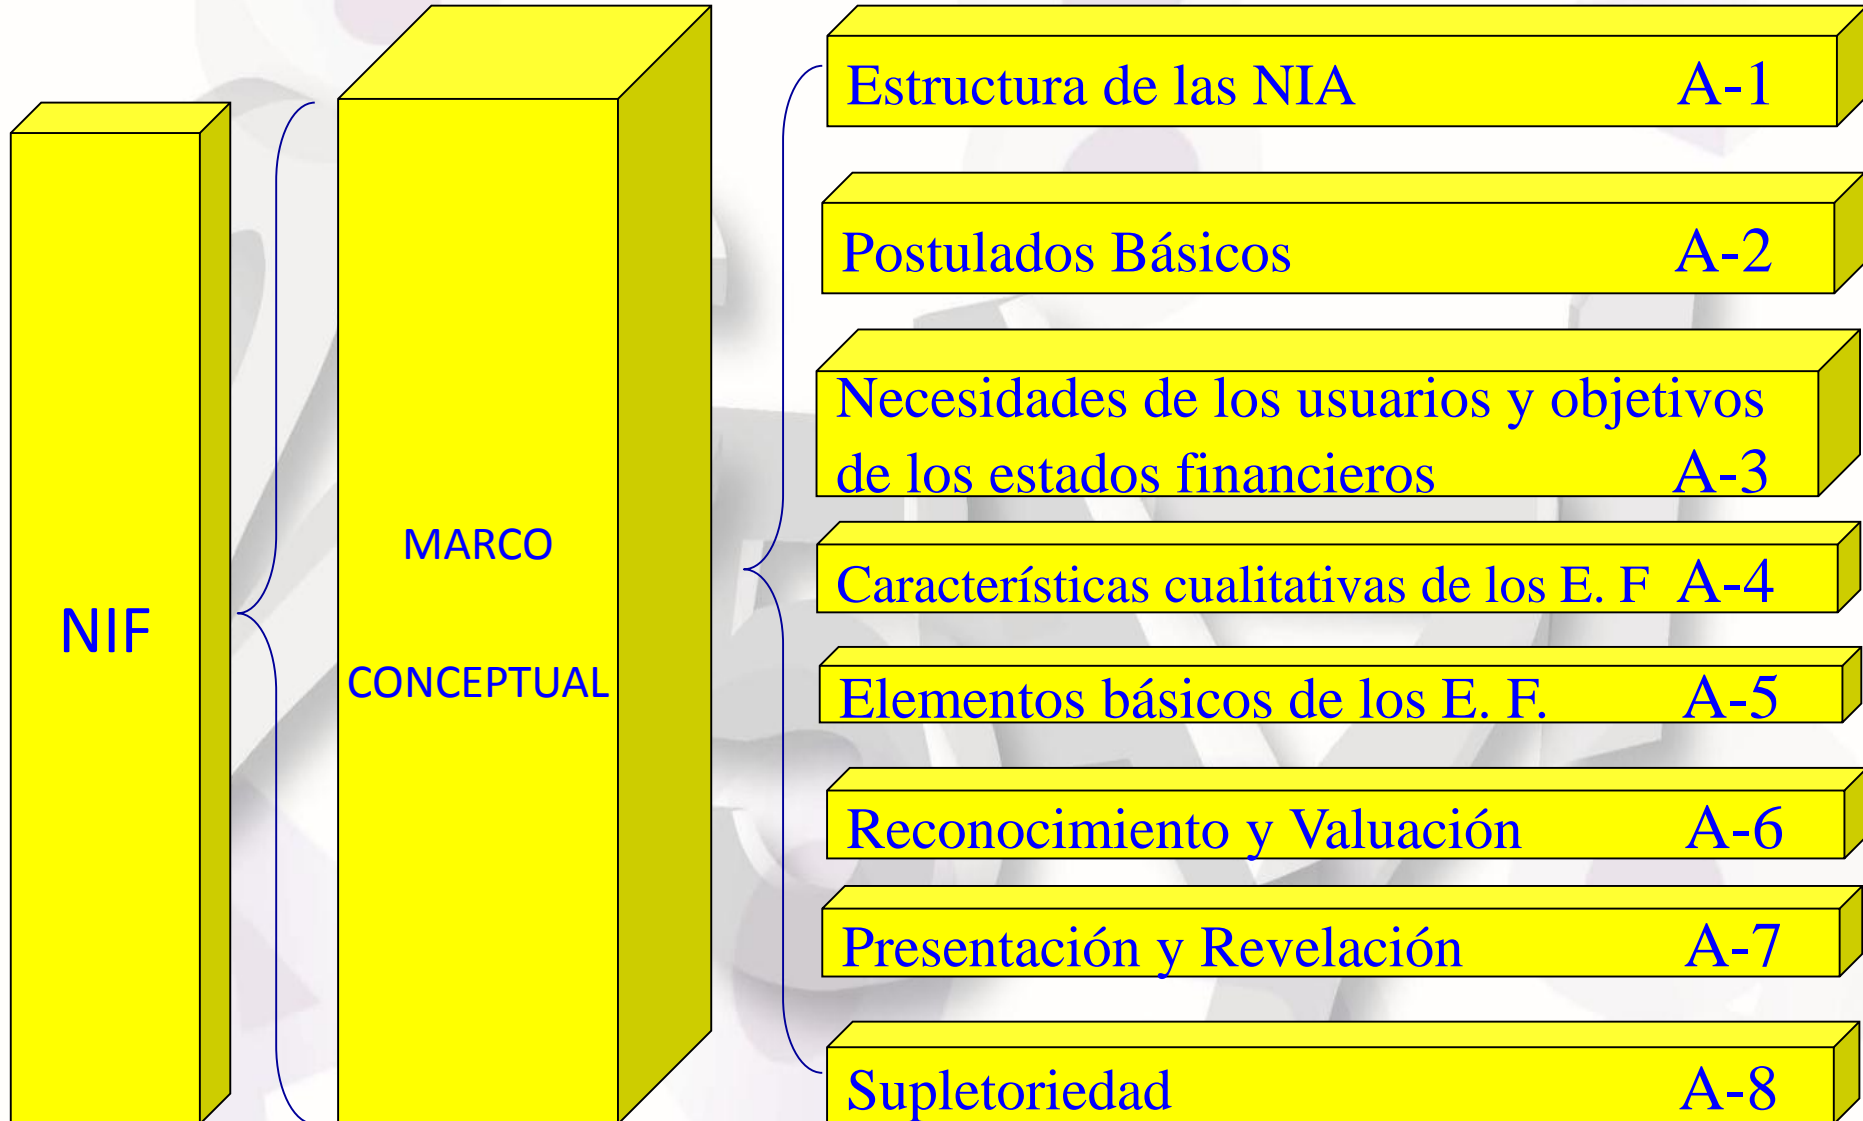 NIF
MARCO
CONCEPTUAL
Estructura de las NIA A-1
Postulados Básicos A-2
Necesidades de los usuarios y objetivos
de los estados financieros A-3
Características cualitativas de los E. F A-4
Elementos básicos de los E. F. A-5
Reconocimiento y Valuación A-6
Presentación y Revelación A-7
Supletoriedad A-8